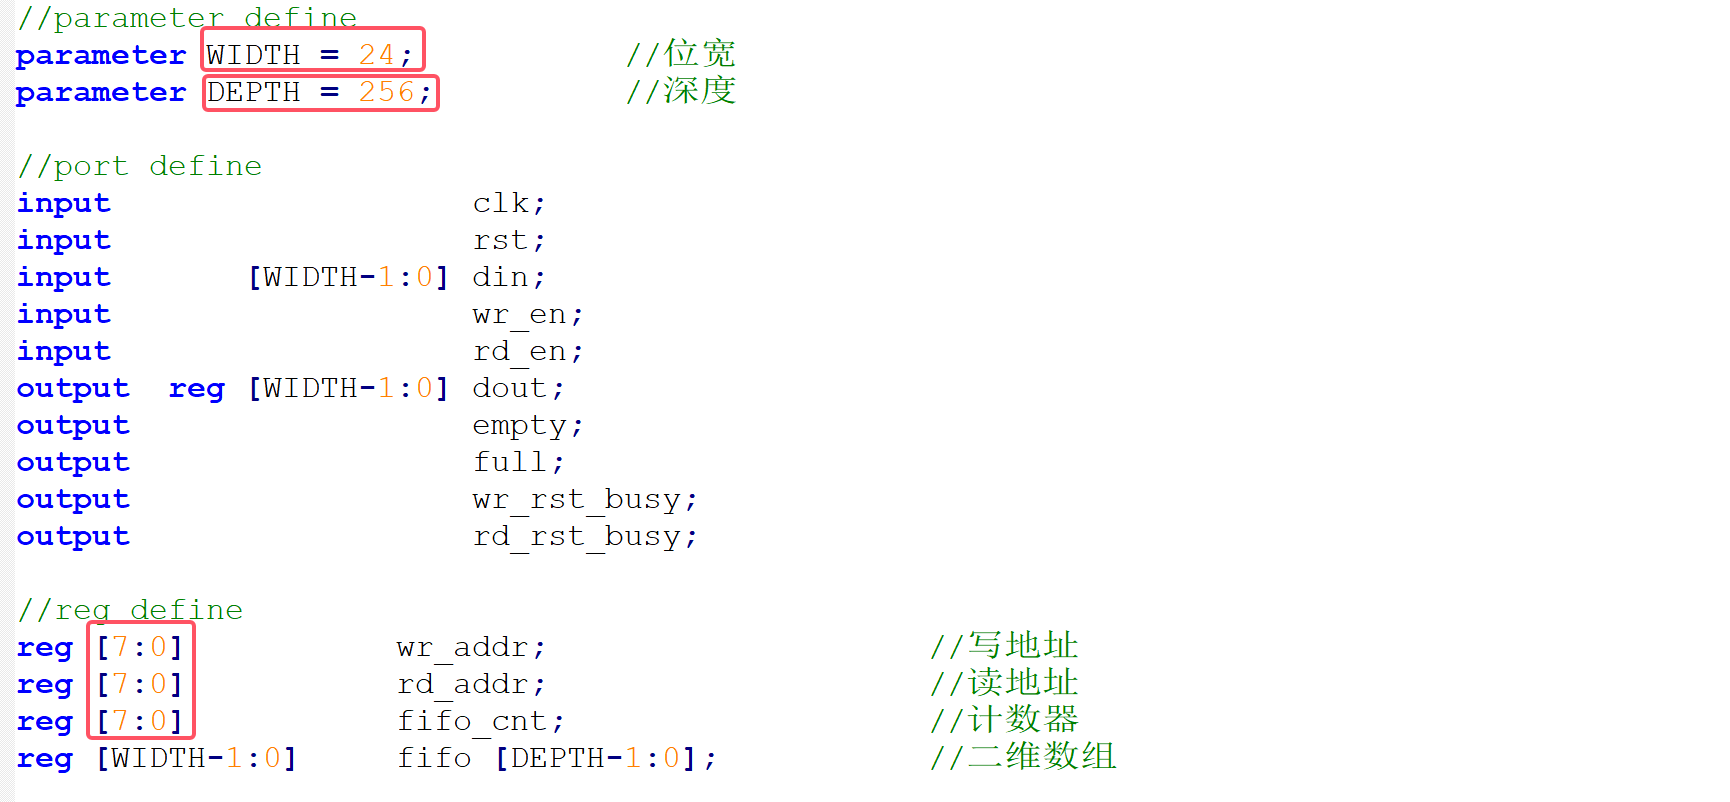 //parameter define
parameter WIDTH = 24; //位宽
parameter DEPTH = 256; //深度
//port define
input clk;
input rst;
input [WIDTH-1:0] din;
input wr_en;
input rd_en;
output reg [WIDTH-1:0] dout;
output empty;
output full;
output wr_rst_busy;
output rd_rst_busy;
//reg define
reg [7:0] wr_addr; //写地址
reg [7:0] rd_addr; //读地址
reg [7:0] fifo_cnt; //计数器
reg [WIDTH-1:0] fifo [DEPTH-1:0]; //二维数组